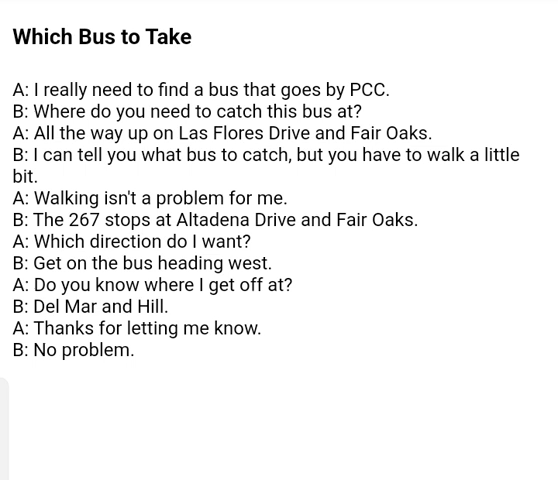 Which Bus to Take
A: I really need to find a bus that goes by PCC.
B: Where do you need to catch this bus at?
A: All the way up on Las Flores Drive and Fair Oaks.
B: I can tell you what bus to catch, but you have to walk a little
bit.
A: Walking isn't a problem for me.
B: The 267 stops at Altadena Drive and Fair Oaks.
A: Which direction do I want?
B: Get on the bus heading west.
A: Do you know where I get off at?
B: Del Mar and Hill.
A: Thanks for letting me know.
B: No problem.